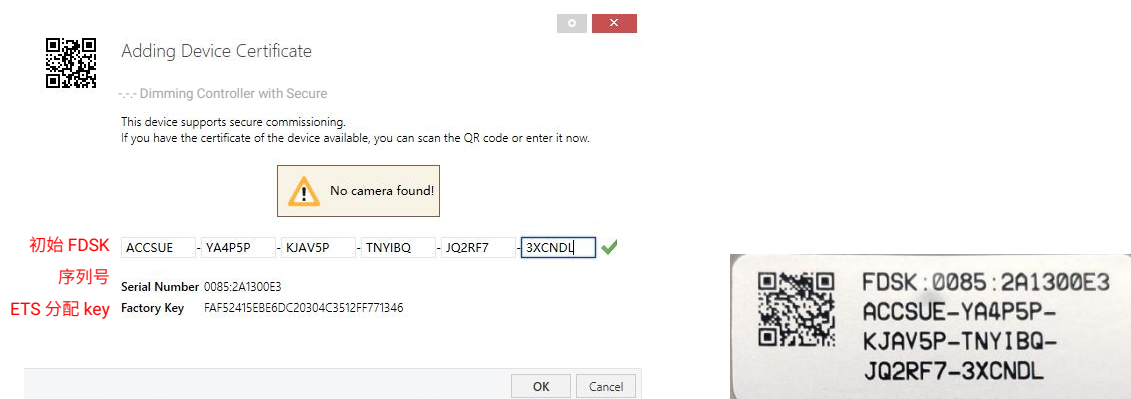 Adding Device Certificate
-.-.- Dimming Controller with Secure
This device supports secure commissioning.
If you have the certificate of the device available, you can scan the QR code or enter it now.
No camera found!
初始 FDSK ACCSUE - YA4P5P - KJAV5P - TNYIBQ - JQ2RF7 - 3XCNDL
序列号
Serial Number 0085:2A1300E3
ETS 分配 key
Factory Key FAF52415EBE6DC20304C3512FF771346
OK Cancel
FDSK:0085:2A1300E3
ACCSUE-YA4P5P-
KJAV5P-TNYIBQ-
JQ2RF7-3XCNDL